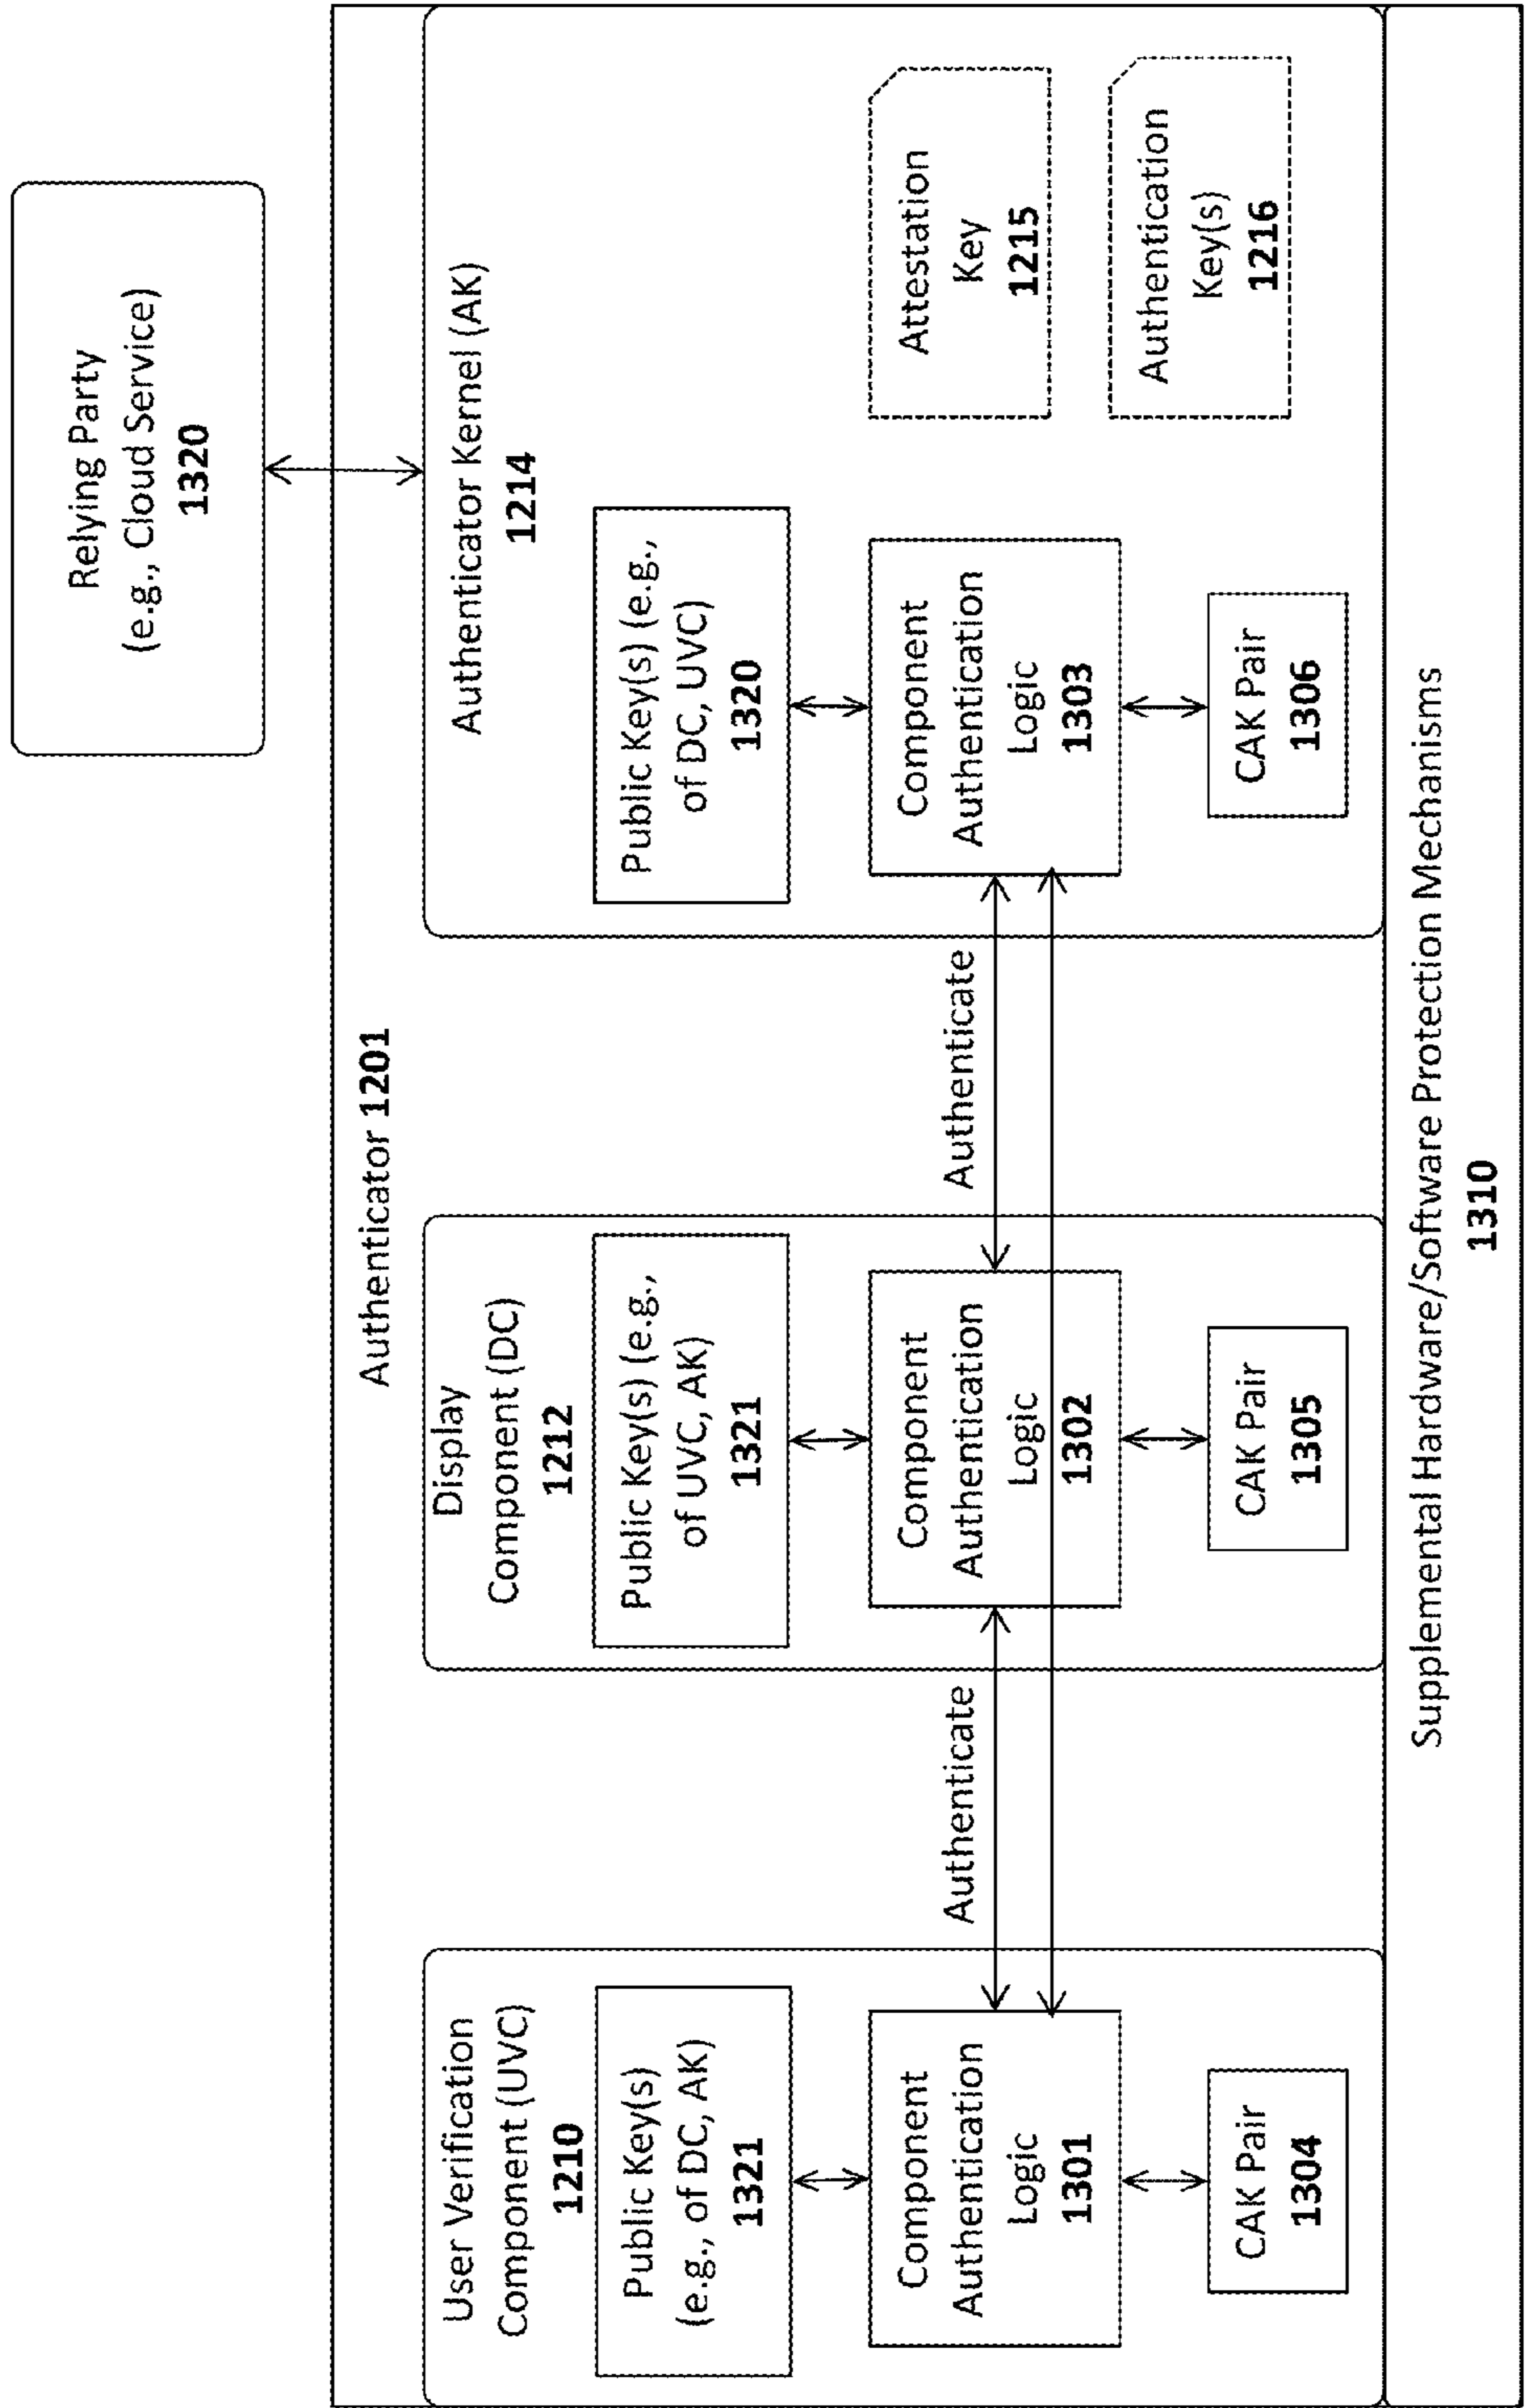 Relying Party
(e.g., Cloud Service)
1320
Authenticator 1201
User Verification
Component (UVC)
1210
Public Key(s)
(e.g., of DC, AK)
1321
Component
Authentication
Logic
1301
CAK Pair
1304
Authenticate
Display
Component (DC)
1212
Public Key(s) (e.g.,
of UVC, AK)
1321
Component
Authentication
Logic
1302
CAK Pair
1305
Authenticate
Authenticator Kernel (AK)
1214
Public Key(s) (e.g.,
of DC, UVC)
1320
Component
Authentication
Logic
1303
CAK Pair
1306
Attestation
Key
1215
Authentication
Key(s)
1216
Supplemental Hardware/Software Protection Mechanisms
1310